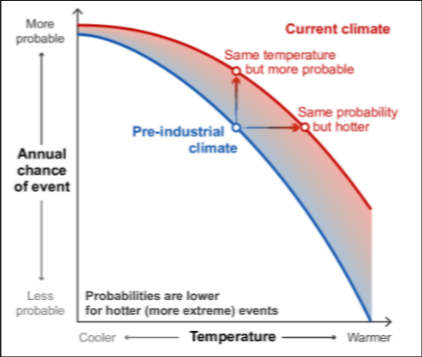 More
probable
Current climate
Same temperature
but more probable
Same probability
but hotter
Pre-industrial
climate
Annual
chance
of event
Less
probable
Probabilities are lower
for hotter (more extreme) events
Cooler
Temperature
Warmer